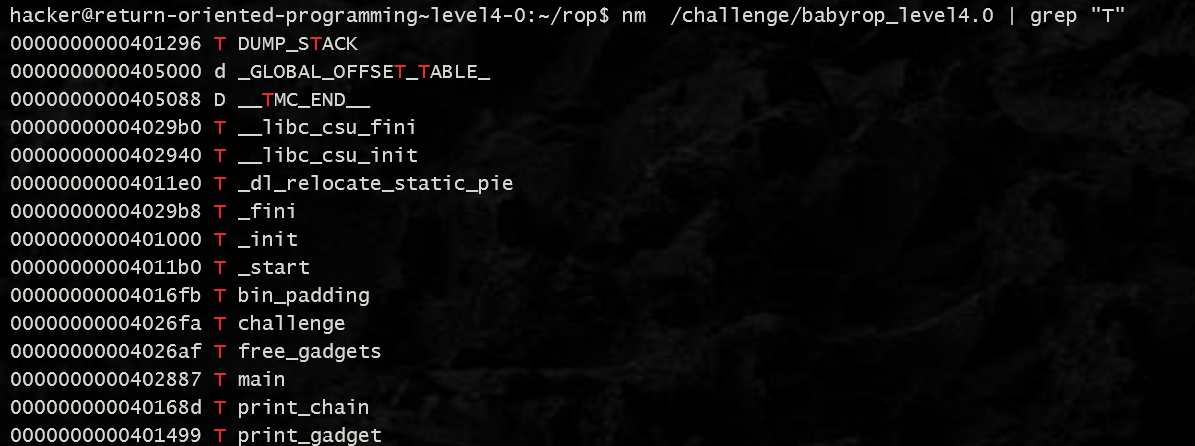 hacker@return-oriented-programming~level4-0:~/rop$ nm  /challenge/babyrop_level4.0 | grep "T"
0000000000401296 T DUMP_STACK
0000000000405000 d _GLOBAL_OFFSET_TABLE_
0000000000405088 D __TMC_END__
00000000004029b0 T __libc_csu_fini
0000000000402940 T __libc_csu_init
00000000004011e0 T _dl_relocate_static_pie
00000000004029b8 T _fini
0000000000401000 T _init
00000000004011b0 T _start
00000000004016fb T bin_padding
00000000004026fa T challenge
00000000004026af T free_gadgets
0000000000402887 T main
000000000040168d T print_chain
0000000000401499 T print_gadget